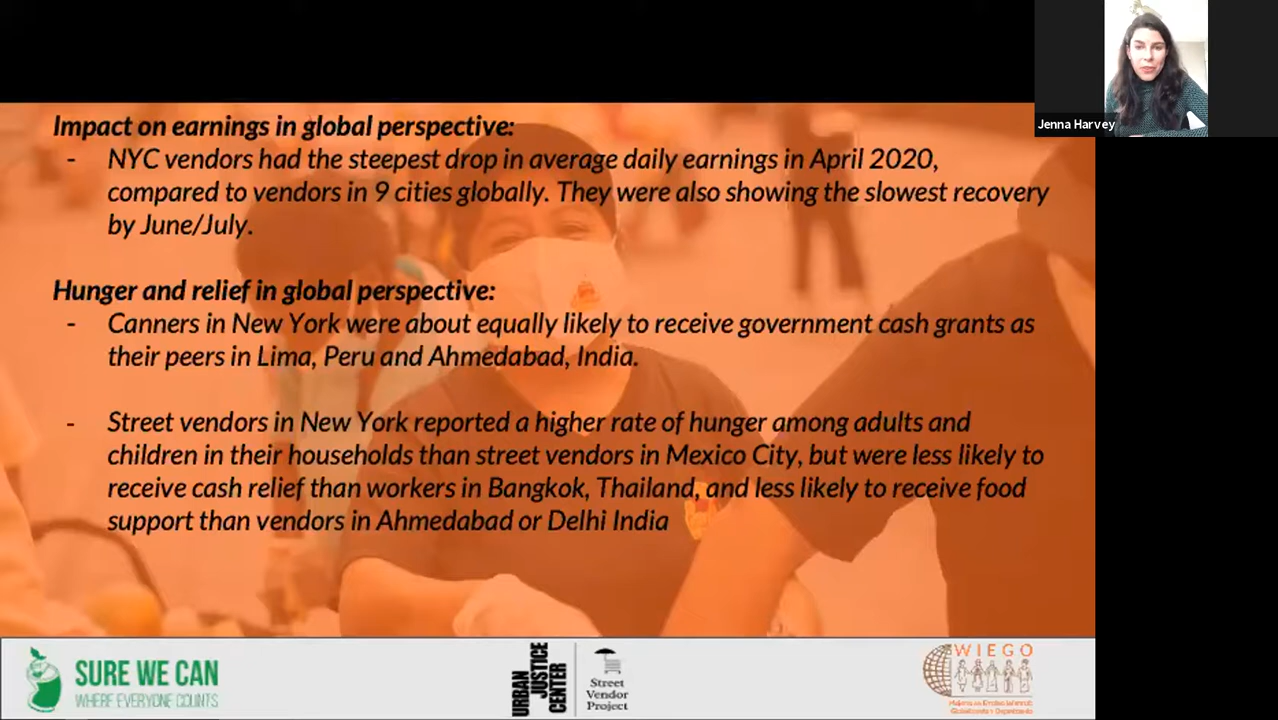 Jenna Harvey
Impact on earnings in global perspective:
- NYC vendors had the steepest drop in average daily earnings in April 2020,
compared to vendors in 9 cities globally. They were also showing the slowest recovery
by June/July.
Hunger and relief in global perspective:
- Canners in New York were about equally likely to receive government cash grants as
their peers in Lima, Peru and Ahmedabad, India.
- Street vendors in New York reported a higher rate of hunger among adults and
children in their households than street vendors in Mexico City, but were less likely to
receive cash relief than workers in Bangkok, Thailand, and less likely to receive food
support than vendors in Ahmedabad or Delhi India
SURE WE CAN
WHERE EVERYONE COUNTS
URBAN
JUSTICE
CENTER
Street
Vendor
Project
WIEGO